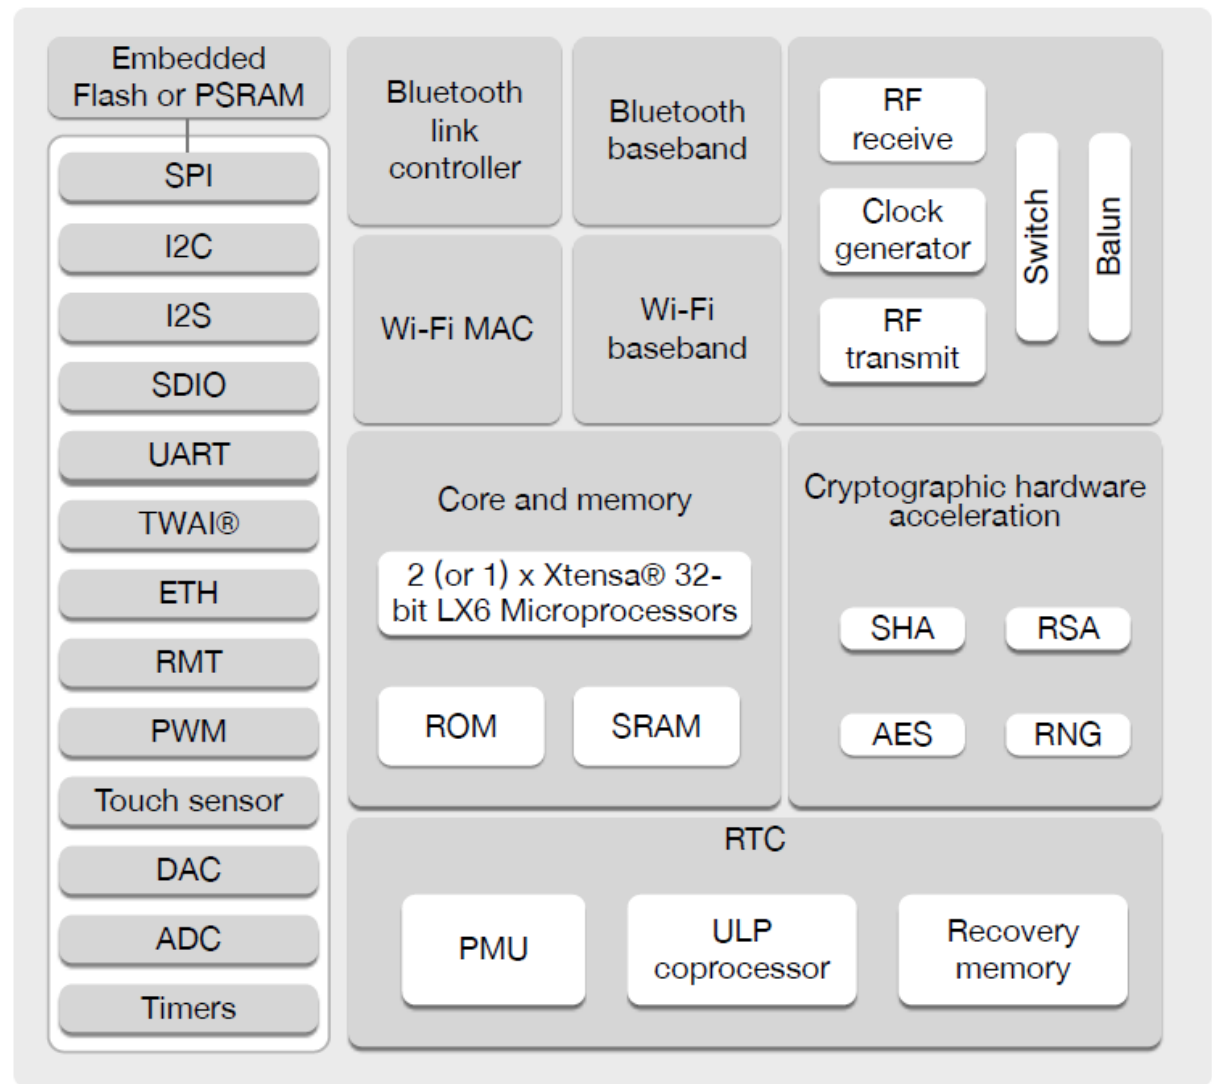 Embedded
Flash or PSRAM
SPI
I2C
I2S
SDIO
UART
TWAI®
ETH
RMT
PWM
Touch sensor
DAC
ADC
Timers
Bluetooth
link
controller
Bluetooth
baseband
Wi-Fi MAC
Wi-Fi
baseband
RF
receive
Clock
generator
RF
transmit
Switch
Balun
Core and memory
2 (or 1) x Xtensa® 32-
bit LX6 Microprocessors
ROM
SRAM
Cryptographic hardware
acceleration
SHA
RSA
AES
RNG
RTC
PMU
ULP
coprocessor
Recovery
memory